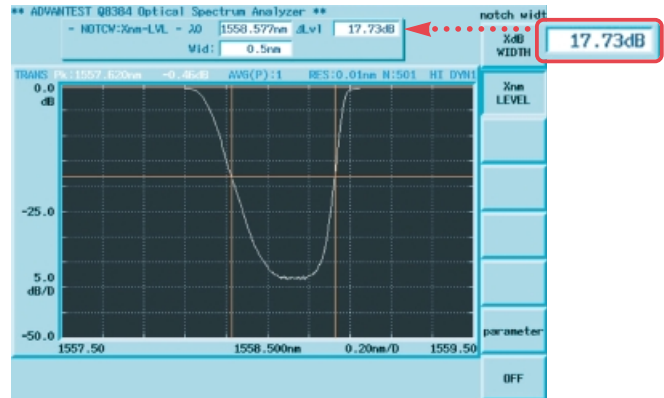 ** ADVANTEST Q8384 Optical Spectrum Analyzer **
- NOTCW:Xnm-LVL - λO 1558.577nm ΔLvl 17.73dB
Wid: 0.5nm
notch widt
XdB
WIDTH
17.73dB
TRANS Pk:1557.620nm -0.46dB AVG(P):1 RES:0.01nm N:501 HI DYN1
Xnm
LEVEL
0.0
dB
-25.0
5.0
dB/D
-50.0
1557.50 1558.500nm 0.20nm/D 1559.50
parameter
OFF